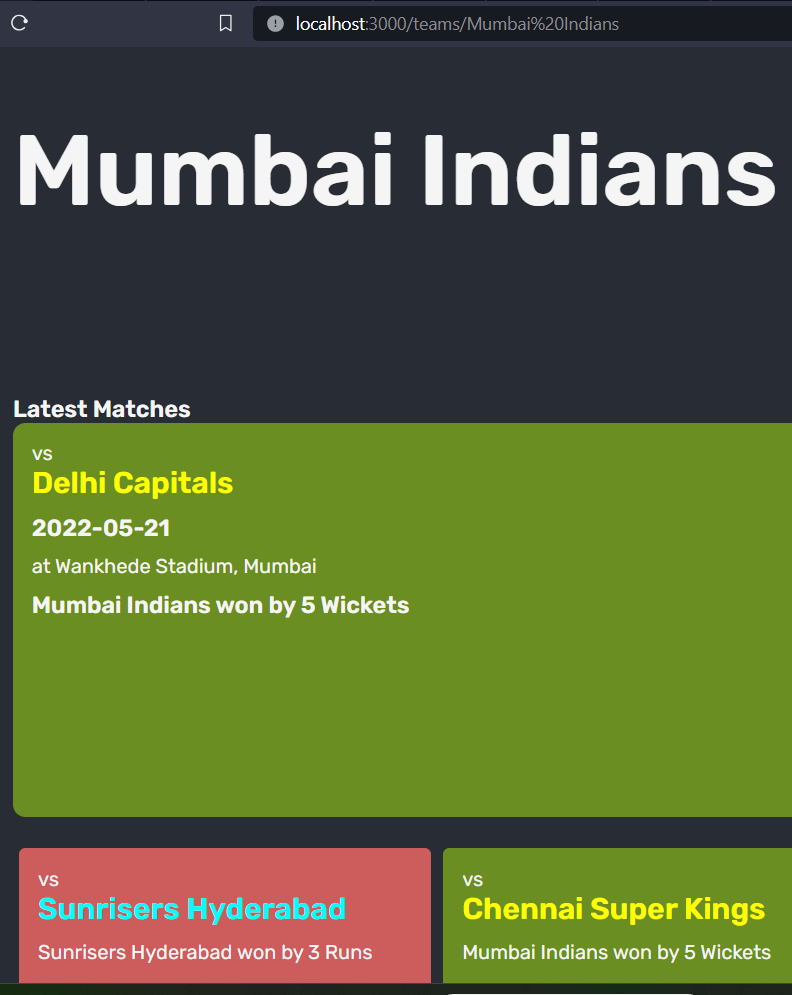 localhost:3000/teams/Mumbai%20Indians
Mumbai Indians
Latest Matches
vs
Delhi Capitals
2022-05-21
at Wankhede Stadium, Mumbai
Mumbai Indians won by 5 Wickets
vs
Sunrisers Hyderabad
Sunrisers Hyderabad won by 3 Runs
vs
Chennai Super Kings
Mumbai Indians won by 5 Wickets